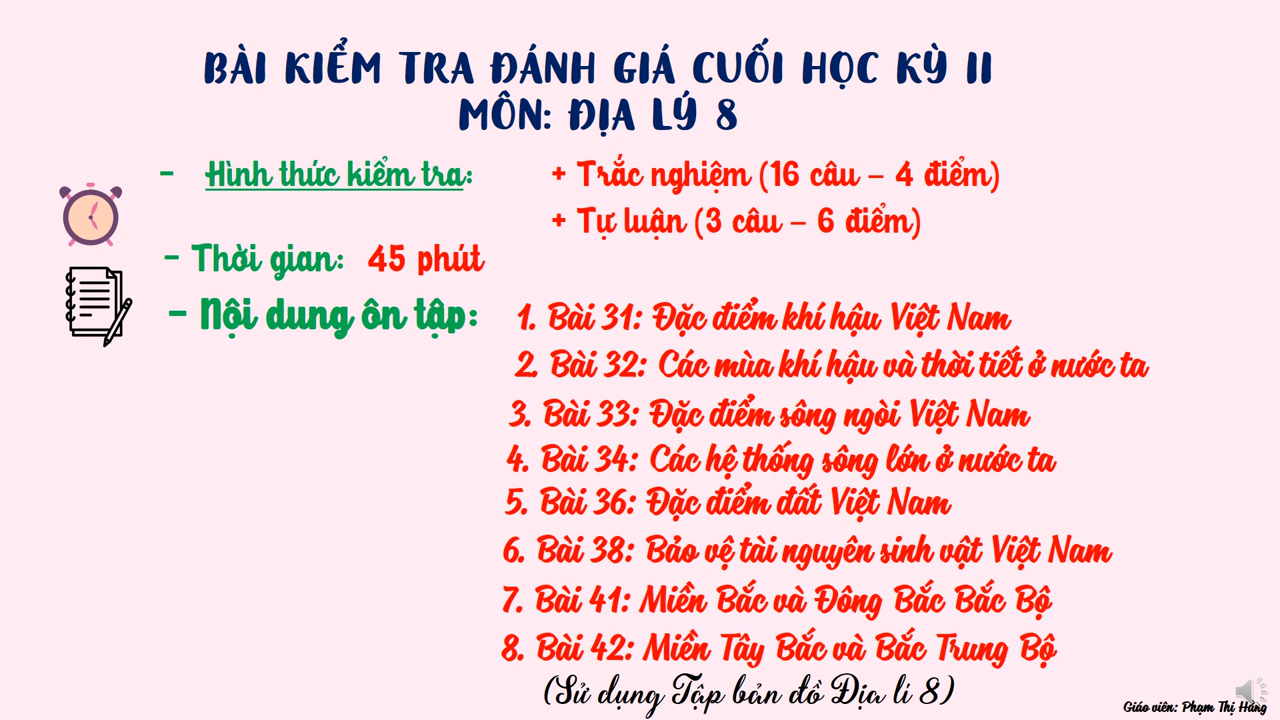 BÀI KIỂM TRA ĐÁNH GIÁ CUỐI HỌC KỲ II
MÔN: ĐỊA LÝ 8
- Hình thức kiểm tra: + Trắc nghiệm (16 câu – 4 điểm)
+ Tự luận (3 câu – 6 điểm)
- Thời gian: 45 phút
- Nội dung ôn tập: 1. Bài 31: Đặc điểm khí hậu Việt Nam
2. Bài 32: Các mùa khí hậu và thời tiết ở nước ta
3. Bài 33: Đặc điểm sông ngòi Việt Nam
4. Bài 34: Các hệ thống sông lớn ở nước ta
5. Bài 36: Đặc điểm đất Việt Nam
6. Bài 38: Bảo vệ tài nguyên sinh vật Việt Nam
7. Bài 41: Miền Bắc và Đông Bắc Bắc Bộ
8. Bài 42: Miền Tây Bắc và Bắc Trung Bộ
(Sử dụng Tập bản đồ Địa lí 8)
Giáo viên: Phạm Thị Hằng